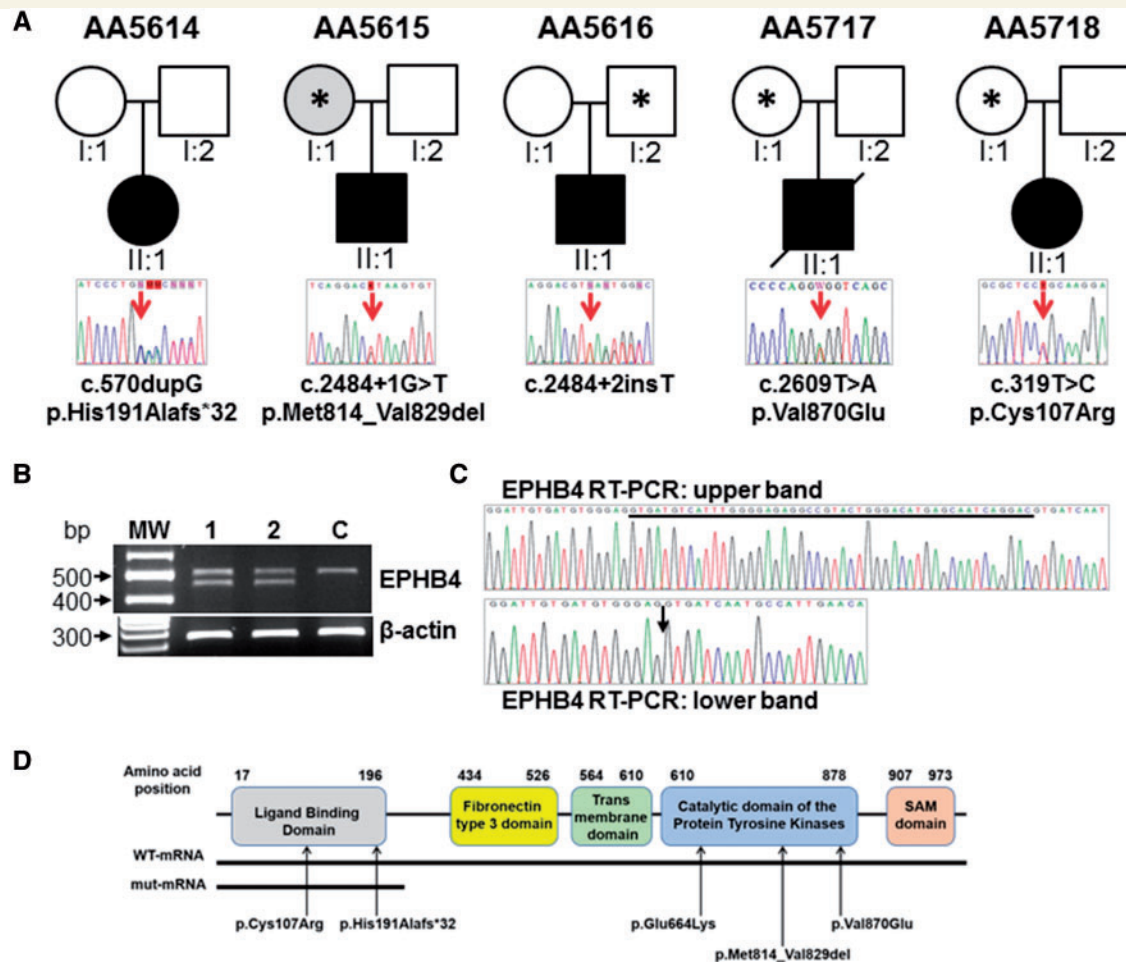 A
AA5614 AA5615 AA5616 AA5717 AA5718
* * * *
I:1 I:2 I:1 I:2 I:1 I:2 I:1 I:2 I:1 I:2
II:1 II:1 II:1 II:1 II:1
c.570dupG c.2484+1G>T c.2484+2insT c.2609T>A c.319T>C
p.His191Alafs*32 p.Met814_Val829del p.Val870Glu p.Cys107Arg
B
bp MW 1 2 C
500
400
EPHB4
300
β-actin
C
EPHB4 RT-PCR: upper band
GGATTGTGATGTGGGAGGTGATGTCATTTGGGGAGAGGCCGTACTGGGACATGAGCAATCAGGACGTGATCAAT
GGATTGTGATGTGGGAGGTGATCAATGCCATTGAACA
EPHB4 RT-PCR: lower band
D
Amino acid position
17 196 434 526 564 610 610 878 907 973
Ligand Binding Domain
Fibronectin type 3 domain
Trans membrane domain
Catalytic domain of the Protein Tyrosine Kinases
SAM domain
WT-mRNA
mut-mRNA
p.Cys107Arg p.His191Alafs*32 p.Glu664Lys p.Val870Glu
p.Met814_Val829del